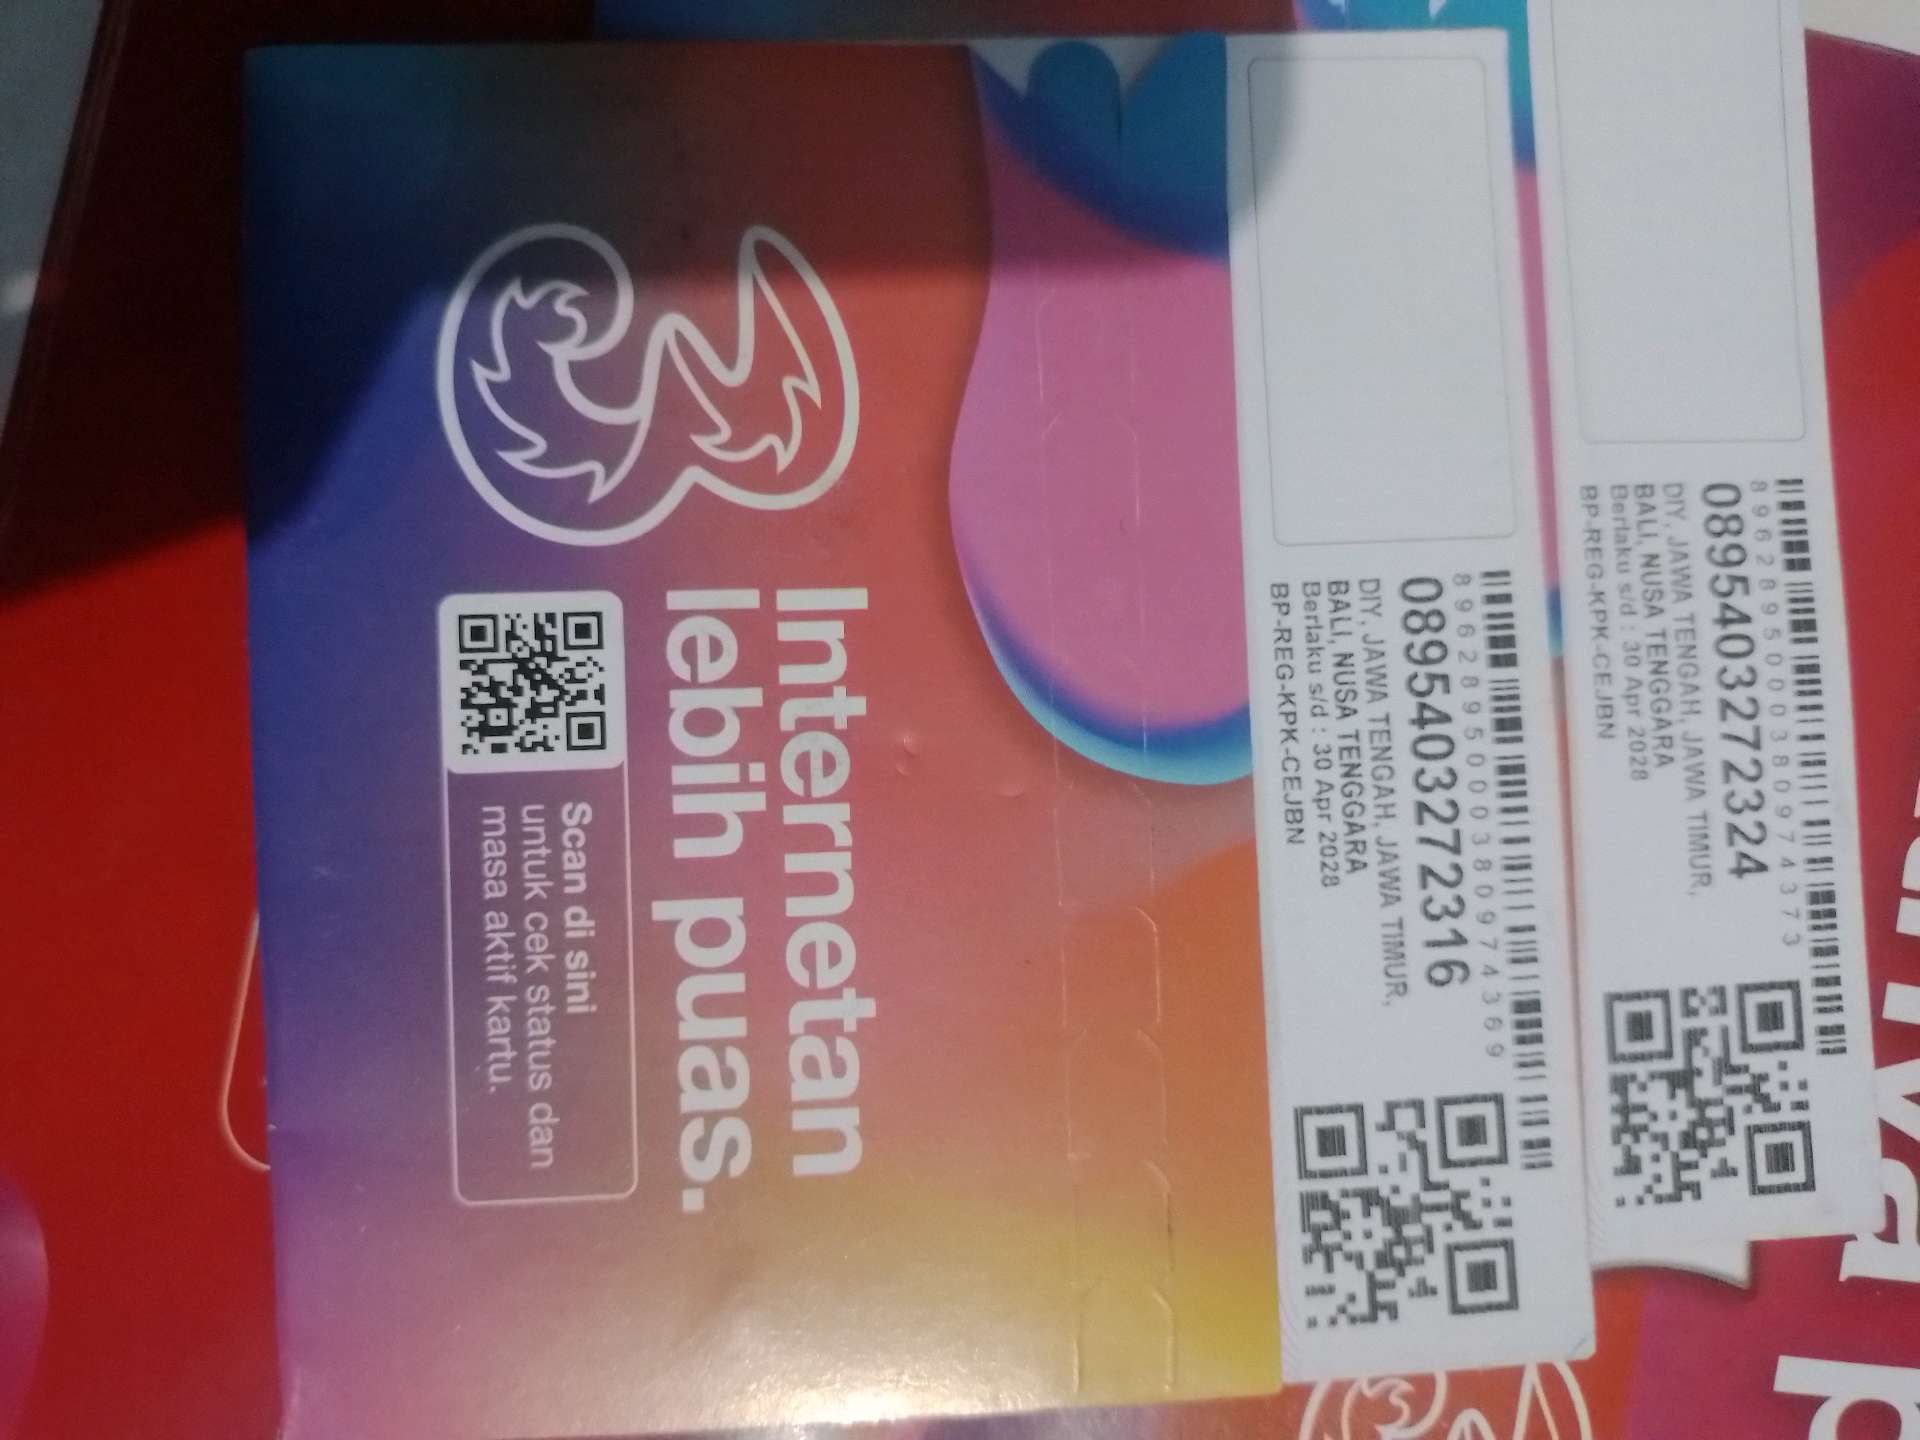 Internetan
lebih puas.
Scan di sini
untuk cek status dan
masa aktif kartu.
8962895000380974369
0895403272316
DIY, JAWA TENGAH, JAWA TIMUR,
BALI, NUSA TENGGARA
Berlaku s/d : 30 Apr 2028
BP-REG-KPK-CEJBN
8962895000380974373
0895403272324
DIY, JAWA TENGAH, JAWA TIMUR,
BALI, NUSA TENGGARA
Berlaku s/d : 30 Apr 2028
BP-REG-KPK-CEJBN